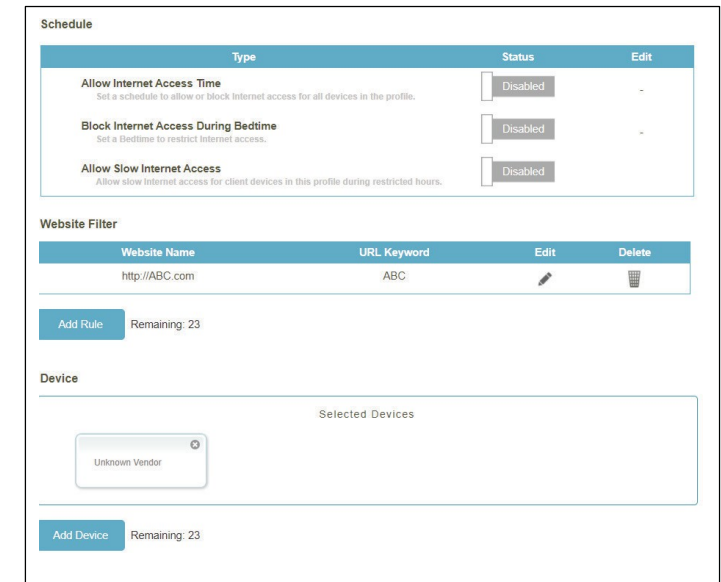 Schedule
Type Status Edit
Allow Internet Access Time Disabled -
Set a schedule to allow or block Internet access for all devices in the profile.
Block Internet Access During Bedtime Disabled -
Set a Bedtime to restrict Internet access.
Allow Slow Internet Access Disabled
Allow slow Internet access for client devices in this profile during restricted hours.
Website Filter
Website Name URL Keyword Edit Delete
http://ABC.com ABC
Add Rule Remaining: 23
Device
Selected Devices
Unknown Vendor
Add Device Remaining: 23